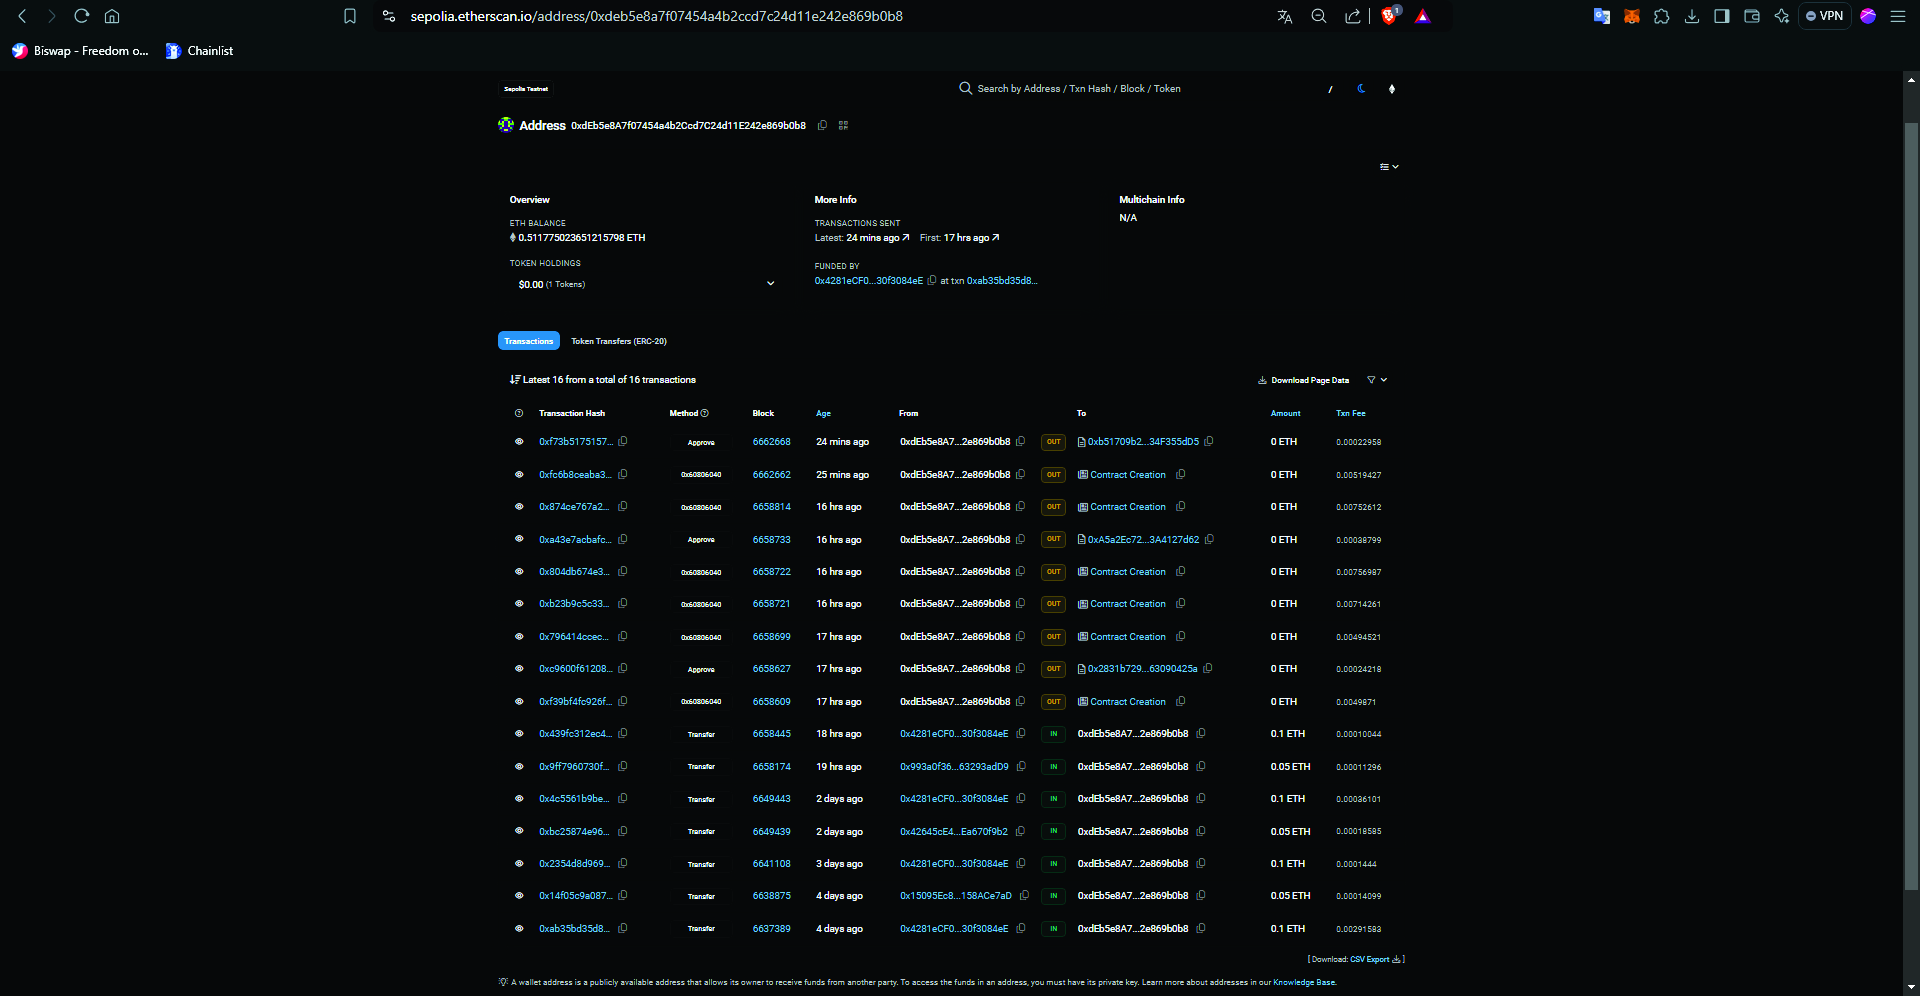 sepolia.etherscan.io/address/0xdeb5e8a7f07454a4b2ccd7c24d11e242e869b0b8
1
VPN
Biswap - Freedom o...
Chainlist
Sepolia Testnet
Search by Address / Txn Hash / Block / Token
/
Address 0xdEb5e8A7f07454a4b2Ccd7C24d11E242e869b0b8
Overview
ETH BALANCE
0.511775023651215798 ETH
TOKEN HOLDINGS
$0.00 (1 Tokens)
More Info
TRANSACTIONS SENT
Latest: 24 mins ago First: 17 hrs ago
FUNDED BY
0x4281eCF0...30f3084eE at txn 0xab35bd35d8...
Multichain Info
N/A
Transactions Token Transfers (ERC-20)
Latest 16 from a total of 16 transactions Download Page Data
Transaction Hash Method Block Age From To Amount Txn Fee
0xf73b5175157... Approve 6662668 24 mins ago 0xdEb5e8A7...2e869b0b8 OUT 0xb51709b2...34F355dD5 0 ETH 0.00022958
0xfc6b8ceaba3... 0x60806040 6662662 25 mins ago 0xdEb5e8A7...2e869b0b8 OUT Contract Creation 0 ETH 0.00519427
0x874ce767a2... 0x60806040 6658814 16 hrs ago 0xdEb5e8A7...2e869b0b8 OUT Contract Creation 0 ETH 0.00752612
0xa43e7acbafc... Approve 6658733 16 hrs ago 0xdEb5e8A7...2e869b0b8 OUT 0xA5a2Ec72...3A4127d62 0 ETH 0.00038799
0x804db674e3... 0x60806040 6658722 16 hrs ago 0xdEb5e8A7...2e869b0b8 OUT Contract Creation 0 ETH 0.00756987
0xb23b9c5c33... 0x60806040 6658721 16 hrs ago 0xdEb5e8A7...2e869b0b8 OUT Contract Creation 0 ETH 0.00714261
0x796414ccec... 0x60806040 6658699 17 hrs ago 0xdEb5e8A7...2e869b0b8 OUT Contract Creation 0 ETH 0.00494521
0xc9600f61208... Approve 6658627 17 hrs ago 0xdEb5e8A7...2e869b0b8 OUT 0x2831b729...63090425a 0 ETH 0.00024218
0xf39bf4fc926f... 0x60806040 6658609 17 hrs ago 0xdEb5e8A7...2e869b0b8 OUT Contract Creation 0 ETH 0.0049871
0x439fc312ec4... Transfer 6658445 18 hrs ago 0x4281eCF0...30f3084eE IN 0xdEb5e8A7...2e869b0b8 0.1 ETH 0.00010044
0x9ff7960730f... Transfer 6658174 19 hrs ago 0x993a0f36...63293adD9 IN 0xdEb5e8A7...2e869b0b8 0.05 ETH 0.00011296
0x4c5561b9be... Transfer 6649443 2 days ago 0x4281eCF0...30f3084eE IN 0xdEb5e8A7...2e869b0b8 0.1 ETH 0.00036101
0xbc25874e96... Transfer 6649439 2 days ago 0x42645cE4...Ea670f9b2 IN 0xdEb5e8A7...2e869b0b8 0.05 ETH 0.00018585
0x2354d8d969... Transfer 6641108 3 days ago 0x4281eCF0...30f3084eE IN 0xdEb5e8A7...2e869b0b8 0.1 ETH 0.0001444
0x14f05c9a087... Transfer 6638875 4 days ago 0x15095Ec8...158ACe7aD IN 0xdEb5e8A7...2e869b0b8 0.05 ETH 0.00014099
0xab35bd35d8... Transfer 6637389 4 days ago 0x4281eCF0...30f3084eE IN 0xdEb5e8A7...2e869b0b8 0.1 ETH 0.00291583
[ Download: CSV Export ]
A wallet address is a publicly available address that allows its owner to receive funds from another party. To access the funds in an address, you must have its private key. Learn more about addresses in our Knowledge Base.